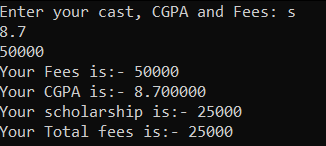 Enter your cast, CGPA and Fees: s
8.7
50000
Your Fees is:- 50000
Your CGPA is:- 8.700000
Your scholarship is:- 25000
Your Total fees is:- 25000